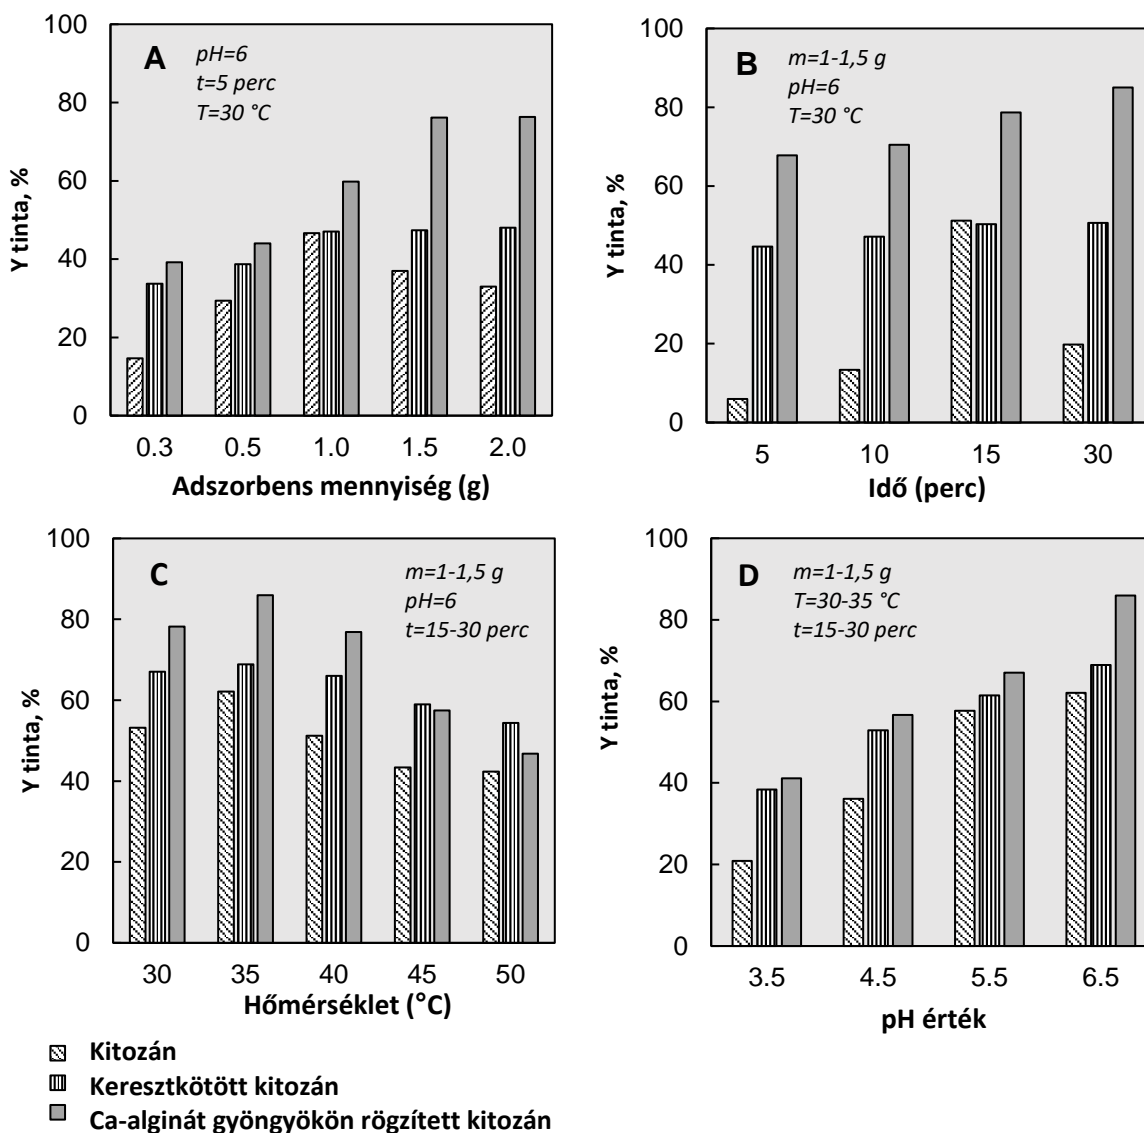 A
pH=6
t=5 perc
T=30 °C
Y tinta, %
100
80
60
40
20
0
0.3 0.5 1.0 1.5 2.0
Adszorbens mennyiség (g)
B
m=1-1,5 g
pH=6
T=30 °C
Y tinta, %
100
80
60
40
20
0
5 10 15 30
Idő (perc)
C
m=1-1,5 g
pH=6
t=15-30 perc
Y tinta, %
100
80
60
40
20
0
30 35 40 45 50
Hőmérséklet (°C)
D
m=1-1,5 g
T=30-35 °C
t=15-30 perc
Y tinta, %
100
80
60
40
20
0
3.5 4.5 5.5 6.5
pH érték
Kitozán
Keresztkötött kitozán
Ca-alginát gyöngyökön rögzített kitozán